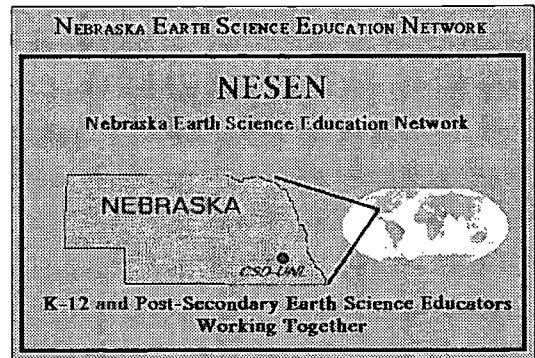 NEBRASKA EARTH SCIENCE EDUCATION NETWORK
NESEN
Nebraska Earth Science Education Network
NEBRASKA
CSD-UNL
K-12 and Post-Secondary Earth Science Educators
Working Together